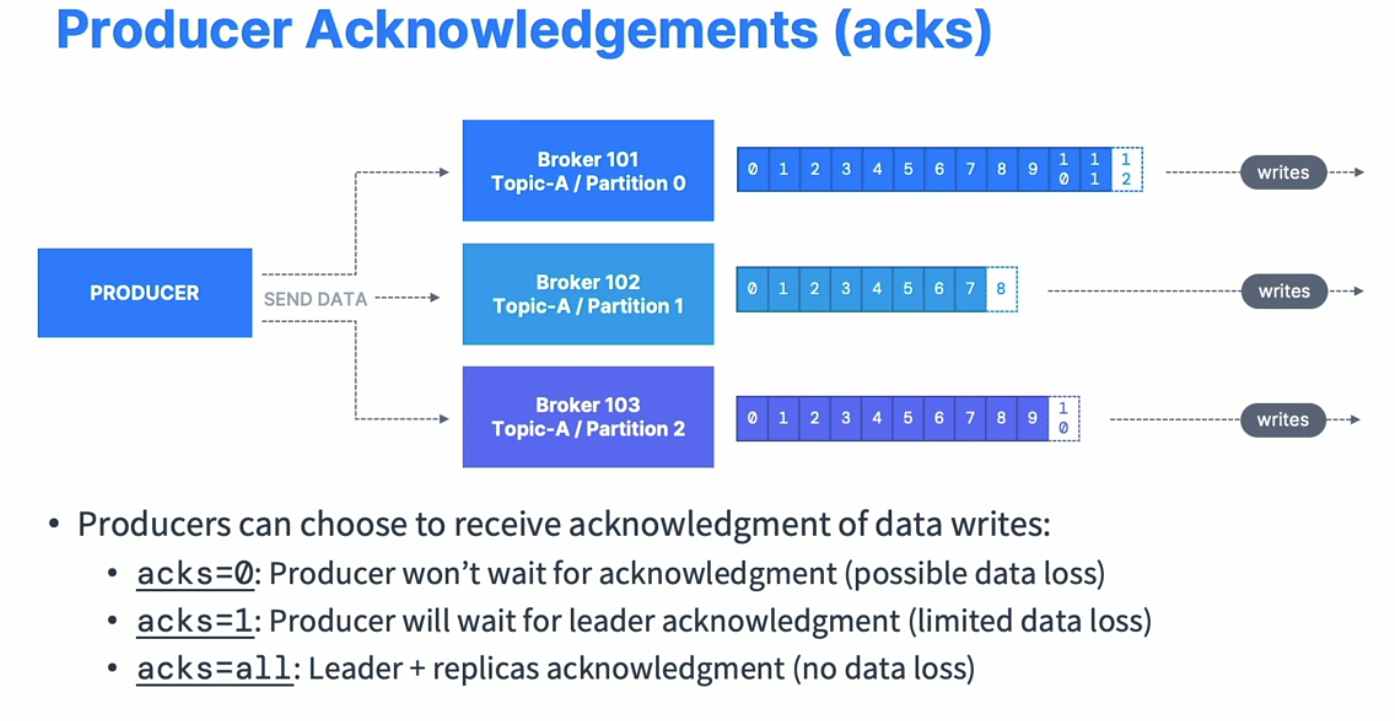 Producer Acknowledgements (acks)
Broker 101
Topic-A / Partition 0
0 1 2 3 4 5 6 7 8 9 10 11 12
writes
PRODUCER
SEND DATA
Broker 102
Topic-A / Partition 1
0 1 2 3 4 5 6 7 8
writes
Broker 103
Topic-A / Partition 2
0 1 2 3 4 5 6 7 8 9 10
writes
• Producers can choose to receive acknowledgment of data writes:
• acks=0: Producer won’t wait for acknowledgment (possible data loss)
• acks=1: Producer will wait for leader acknowledgment (limited data loss)
• acks=all: Leader + replicas acknowledgment (no data loss)